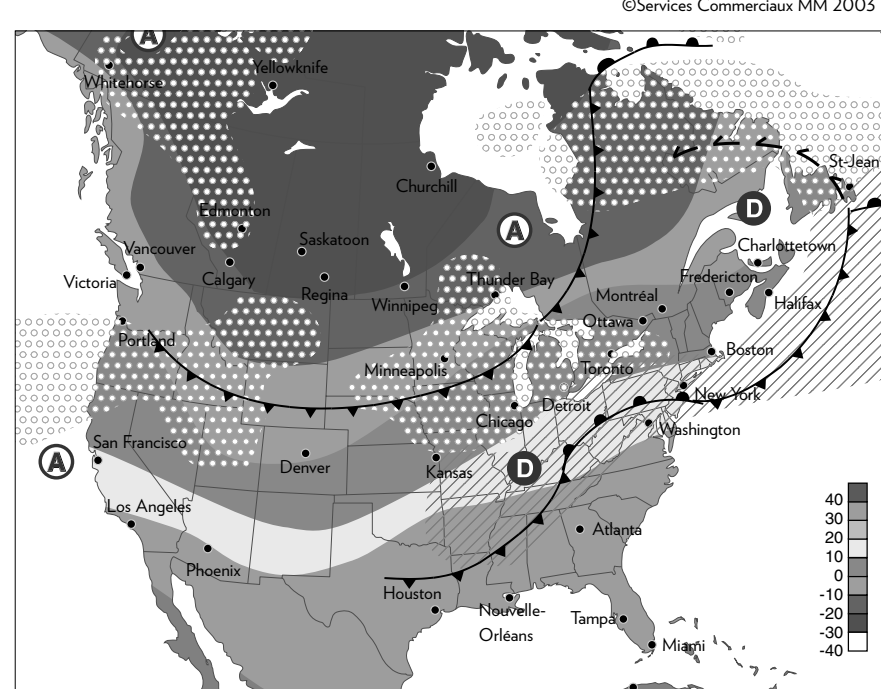 ©Services Commerciaux MM 2003
A
Whitehorse
Yellowknife
St-Jean
Churchill
D
Edmonton
A
Saskatoon
Charlottetown
Vancouver
Victoria
Calgary
Regina
Winnipeg
Thunder Bay
Fredericton
Montréal
Halifax
Ottawa
Portland
Boston
Minneapolis
Toronto
New York
Chicago
Detroit
Washington
San Francisco
A
Denver
Kansas
D
Los Angeles
Atlanta
Phoenix
Houston
Nouvelle-
Orléans
Tampa
Miami
40
30
20
10
0
-10
-20
-30
-40